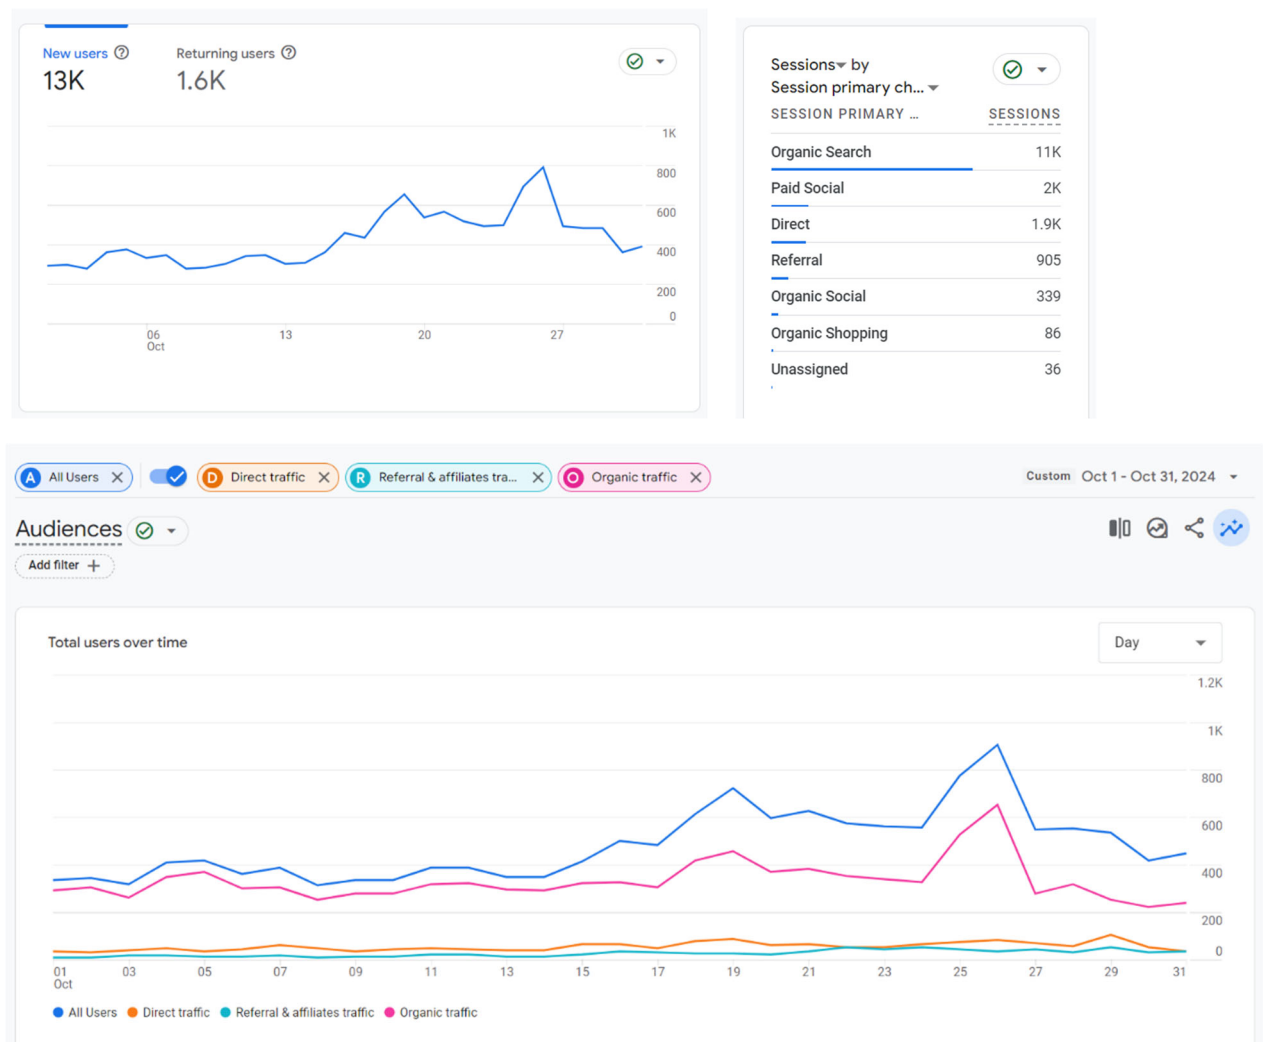 New users
Returning users
13K
1.6K
1K
800
600
400
200
0
06
Oct
13
20
27
Sessions by
Session primary ch...
SESSION PRIMARY ...
SESSIONS
Organic Search
11K
Paid Social
2K
Direct
1.9K
Referral
905
Organic Social
339
Organic Shopping
86
Unassigned
36
A All Users
D Direct traffic
R Referral & affiliates tra...
O Organic traffic
Custom Oct 1 - Oct 31, 2024
Audiences
Add filter +
Total users over time
Day
1.2K
1K
800
600
400
200
0
01
Oct
03
05
07
09
11
13
15
17
19
21
23
25
27
29
31
All Users
Direct traffic
Referral & affiliates traffic
Organic traffic